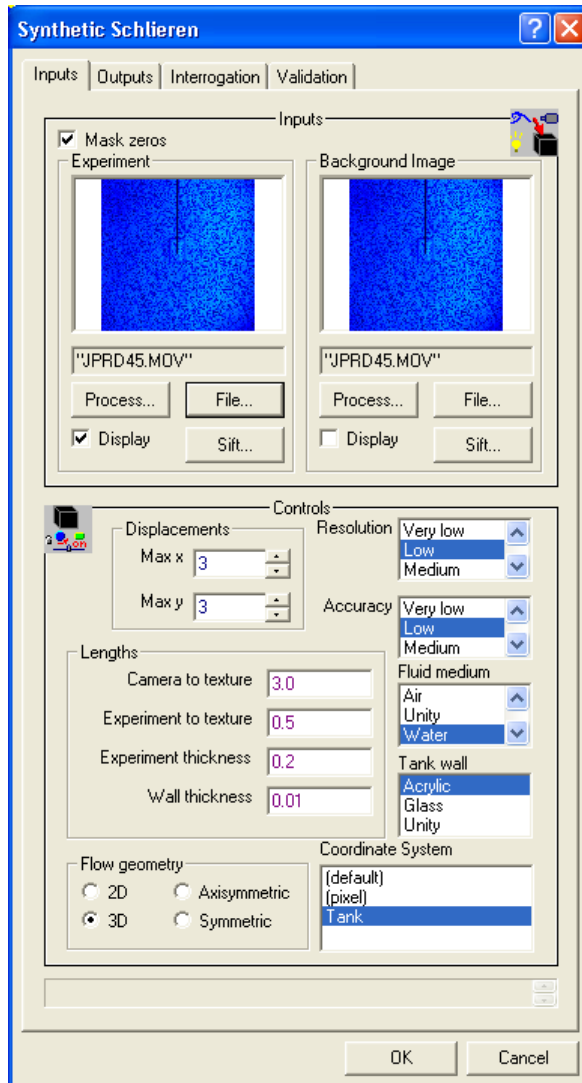 Synthetic Schlieren
Inputs Outputs Interrogation Validation
Inputs
Mask zeros
Experiment Background Image
"JPRD45.MOV" "JPRD45.MOV"
Process... File... Process... File...
Display Sift... Display Sift...
Controls
Displacements Resolution Very low
Low
Medium
Max x 3
Max y 3 Accuracy Very low
Low
Medium
Lengths Fluid medium
Camera to texture 3.0 Air
Unity
Water
Experiment to texture 0.5
Experiment thickness 0.2 Tank wall
Acrylic
Glass
Unity
Wall thickness 0.01
Flow geometry Coordinate System
2D Axisymmetric (default)
(pixel)
3D Symmetric Tank
OK Cancel